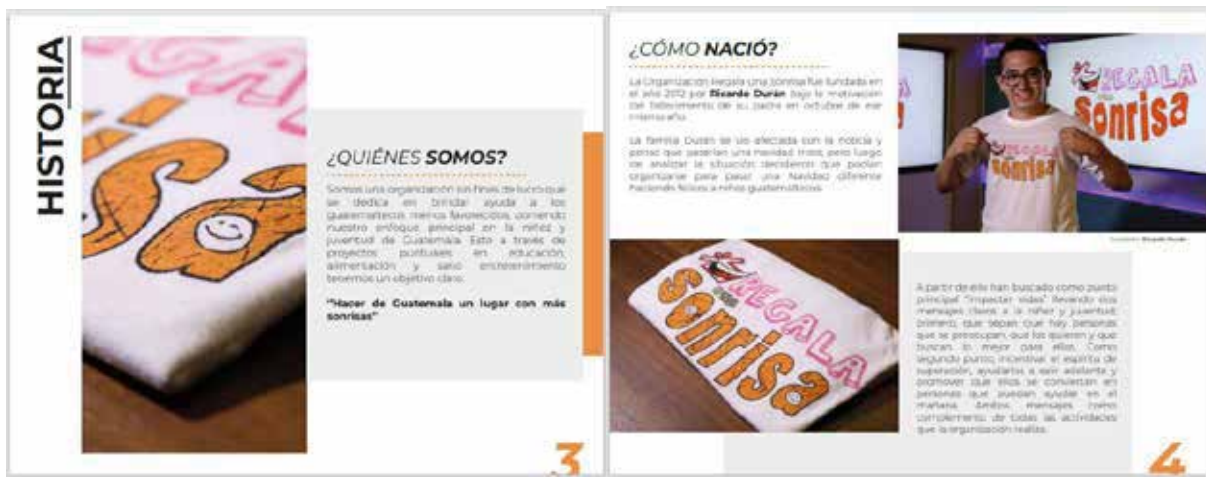 HISTORIA
¿QUIÉNES SOMOS?
Somos una organización sin fines de lucro que
se dedica en brindar ayuda a los
guatemaltecos menos favorecidos, poniendo
nuestro enfoque principal en la niñez y
juventud de Guatemala. Esto a través de
proyectos puntuales en educación,
alimentación y sano entretenimiento
tenemos un objetivo claro:
"Hacer de Guatemala un lugar con más
sonrisas"
3
¿CÓMO NACIÓ?
La Organización Regala una Sonrisa fue fundada en
el año 2012 por Ricardo Durán bajo la motivación
del fallecimiento de su padre en octubre de ese
mismo año.
La familia Durán se vio afectada con la noticia y
pensó que pasarían una navidad triste, pero luego
de analizar la situación decidieron que podían
organizarse para pasar una Navidad diferente
haciendo felices a niños guatemaltecos.
REGALA
sonrisa
REGALA
sonrisa
Ricardo Durán
REGALA
sonrisa
A partir de ello han buscado como punto
principal "impactar vidas" llevando dos
mensajes claros a la niñez y juventud:
primero, que sepan que hay personas
que se preocupan, que los quieren y que
buscan lo mejor para ellos. Como
segundo punto, incentivar el espíritu de
superación, ayudarlos a salir adelante y
promover que ellos se conviertan en
personas que puedan ayudar en el
mañana. Ambos mensajes como
complemento de todas las actividades
que la organización realiza.
4